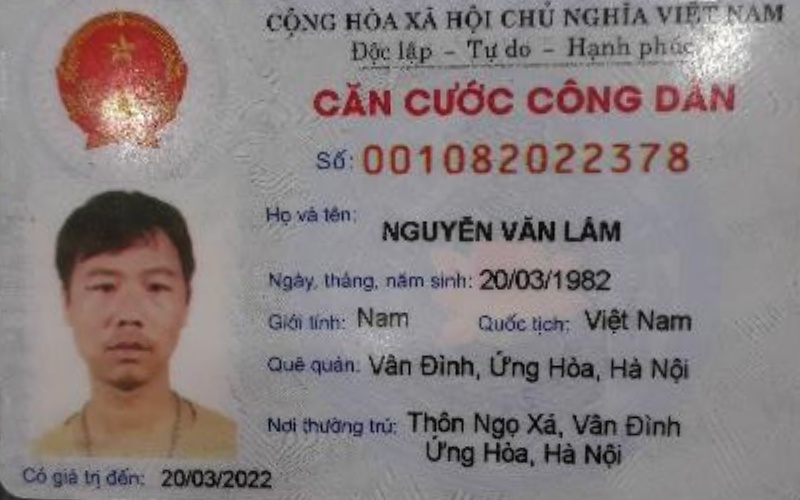 CỘNG HÒA XÃ HỘI CHỦ NGHĨA VIỆT NAM
Độc lập - Tự do - Hạnh phúc
CĂN CƯỚC CÔNG DÂN
Số: 001082022378
Họ và tên: NGUYỄN VĂN LÂM
Ngày, tháng, năm sinh: 20/03/1982
Giới tính: Nam Quốc tịch: Việt Nam
Quê quán: Vân Đình, Ứng Hòa, Hà Nội
Nơi thường trú: Thôn Ngọ Xá, Vân Đình
Ứng Hòa, Hà Nội
Có giá trị đến: 20/03/2022